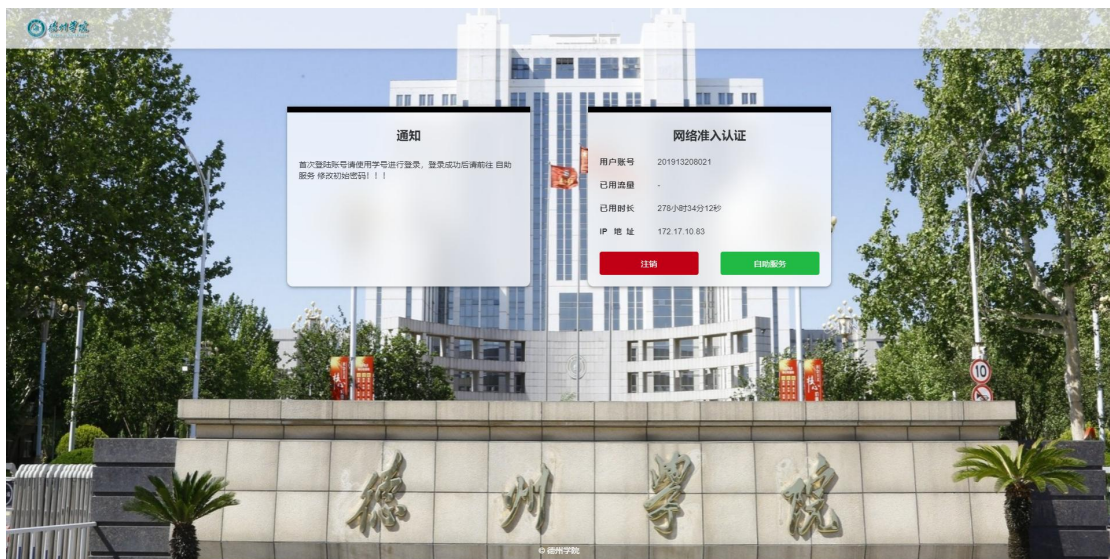 德州学院
通知
首次登陆账号请使用学号进行登录，登录成功后请前往 自助
服务 修改初始密码！！！
网络准入认证
用户账号 201913208021
已用流量 -
已用时长 278小时34分12秒
IP 地址 172.17.10.83
注销 自助服务
10
德州学院
© 德州学院